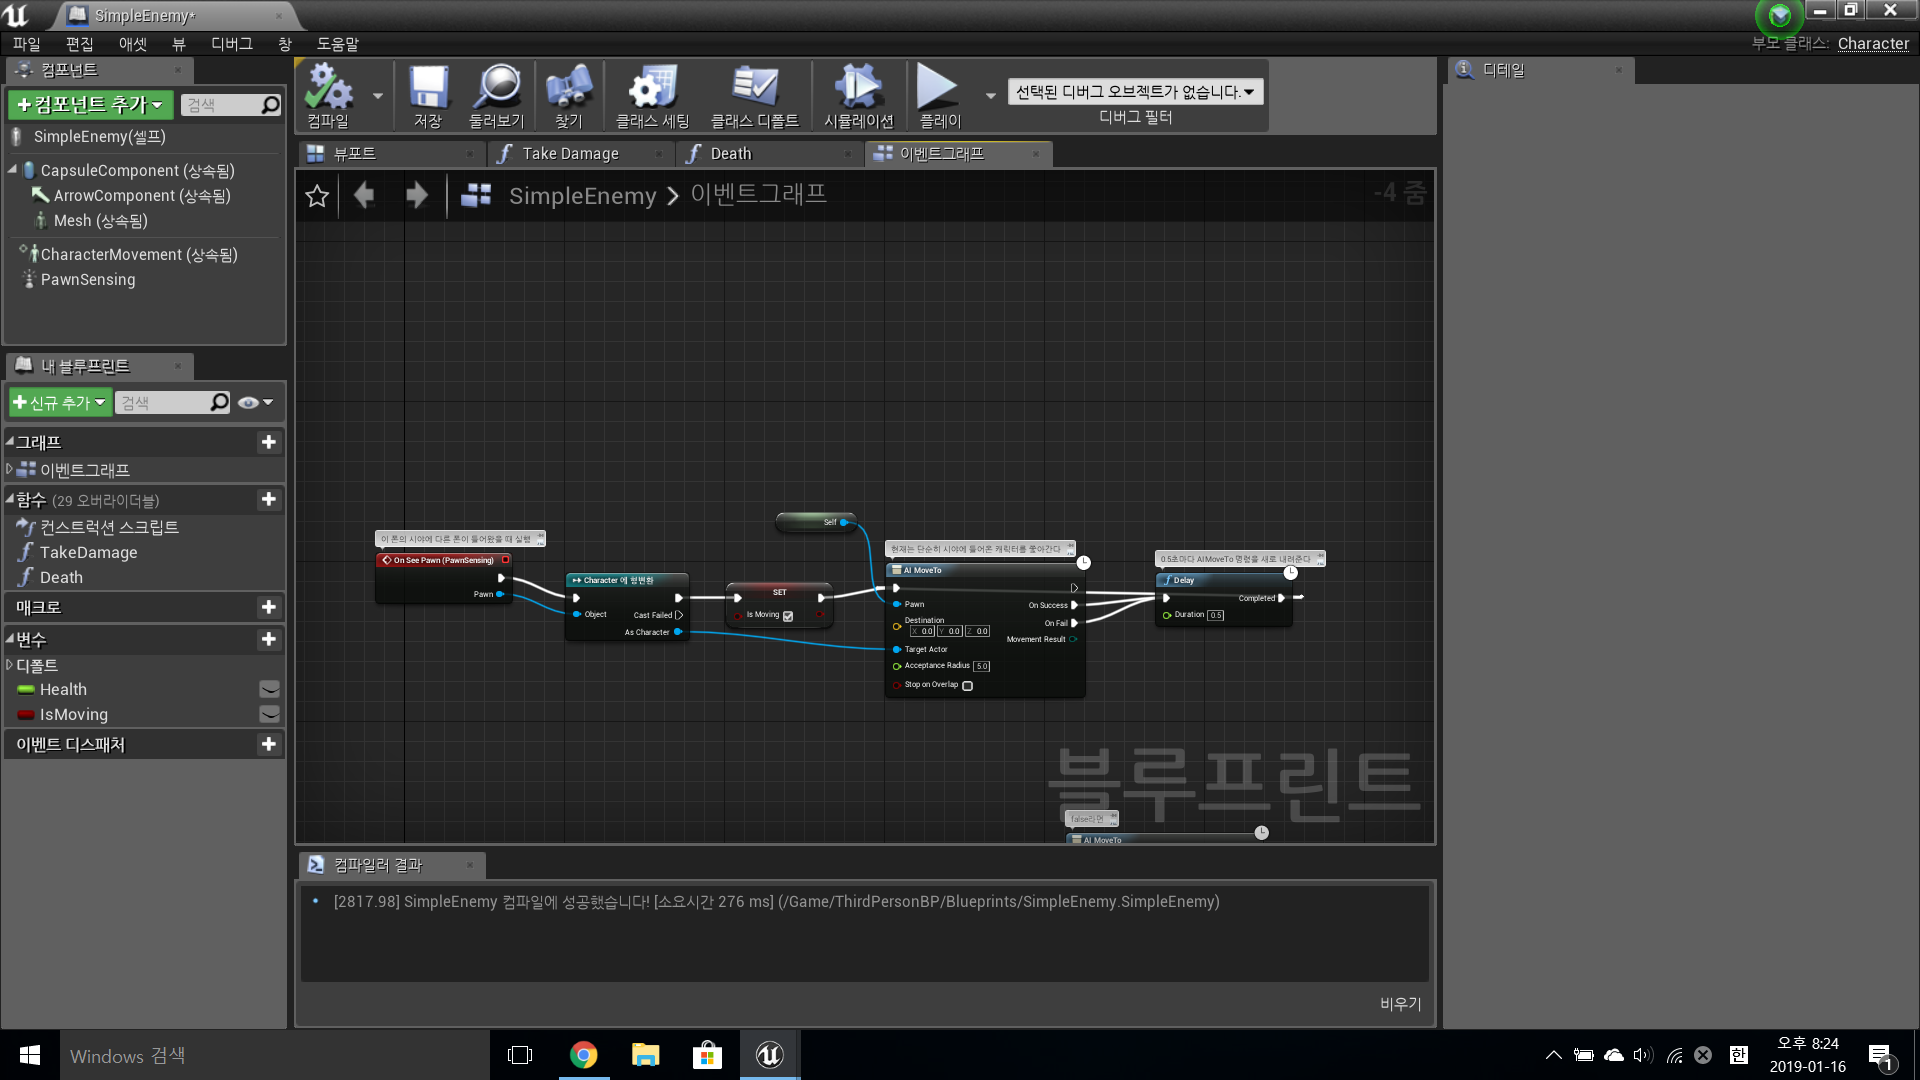 SimpleEnemy*
파일 편집 애셋 뷰 디버그 창 도움말
부모 클래스: Character
컴포넌트
+컴포넌트 추가
검색
SimpleEnemy(셀프)
CapsuleComponent (상속됨)
ArrowComponent (상속됨)
Mesh (상속됨)
CharacterMovement (상속됨)
PawnSensing
내 블루프린트
+신규 추가
검색
그래프
이벤트그래프
함수 (29 오버라이더블)
컨스트럭션 스크립트
TakeDamage
Death
매크로
변수
디폴트
Health
IsMoving
이벤트 디스패처
컴파일
저장
둘러보기
찾기
클래스 세팅
클래스 디폴트
시뮬레이션
플레이
선택된 디버그 오브젝트가 없습니다.
디버그 필터
뷰포트
Take Damage
Death
이벤트그래프
SimpleEnemy > 이벤트그래프
-4 줌
이 폰의 시야에 다른 폰이 들어왔을 때 실행
On See Pawn (PawnSensing)
Pawn
Character 에 형변환
Object
Cast Failed
As Character
SET
Is Moving
Self
현재는 단순히 시야에 들어온 캐릭터를 쫓아간다
AI MoveTo
Pawn
On Success
Destination
X 0.0 Y 0.0 Z 0.0
On Fail
Movement Result
Target Actor
Acceptance Radius 5.0
Stop on Overlap
0.5초마다 AIMoveTo 명령을 새로 내려준다
Delay
Completed
Duration 0.5
false라면
AI MoveTo
블루프린트
컴파일러 결과
[2817.98] SimpleEnemy 컴파일에 성공했습니다! [소요시간 276 ms] (/Game/ThirdPersonBP/Blueprints/SimpleEnemy.SimpleEnemy)
비우기
디테일
Windows 검색
한
오후 8:24
2019-01-16
1